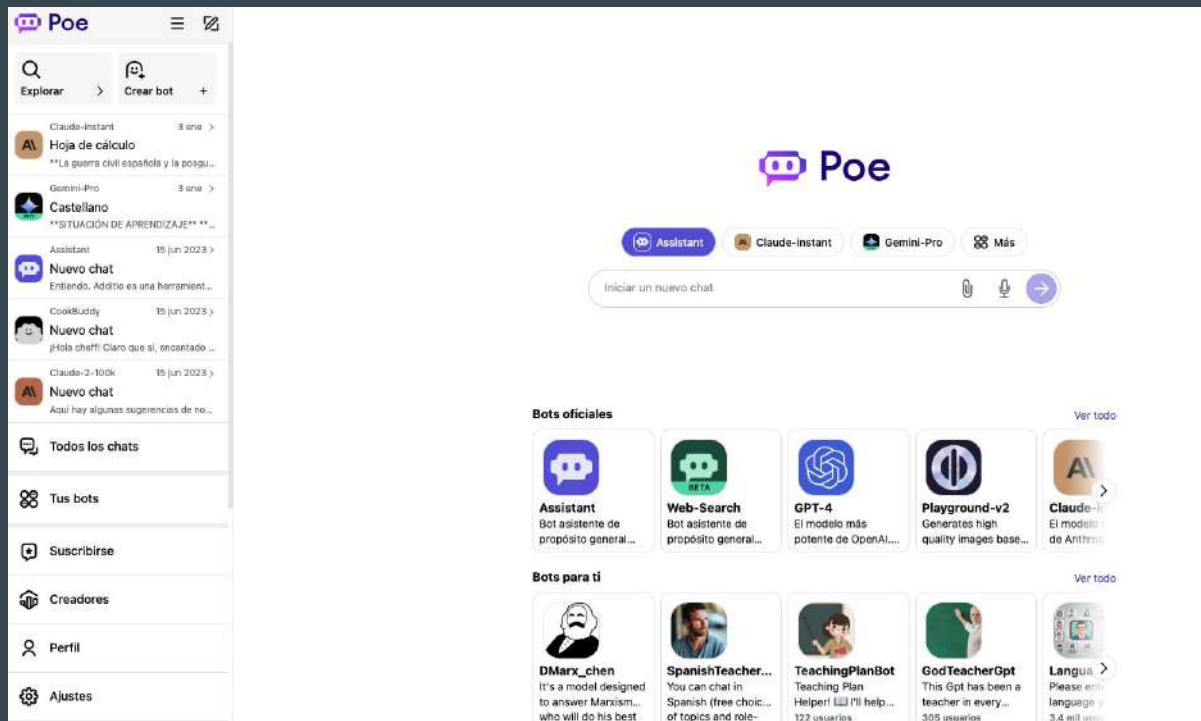 Poe
Explorar
Crear bot
Claude-instant
3 ene
Hoja de cálculo
**La guerra civil española y la posgu...
Gemini-Pro
3 ene
Castellano
**SITUACIÓN DE APRENDIZAJE** **...
Assistant
15 jun 2023
Nuevo chat
Entiendo. Additio es una herramient...
CookBuddy
15 jun 2023
Nuevo chat
¡Hola cheff! Claro que sí, encantado ...
Claude-2-100k
15 jun 2023
Nuevo chat
Aquí hay algunas sugerencias de no...
Todos los chats
Tus bots
Suscribirse
Creadores
Perfil
Ajustes
Poe
Assistant
Claude-instant
Gemini-Pro
Más
Iniciar un nuevo chat
Bots oficiales
Ver todo
Assistant
Bot asistente de
propósito general...
BETA
Web-Search
Bot asistente de
propósito general...
GPT-4
El modelo más
potente de OpenAI....
Playground-v2
Generates high
quality images base...
Claude-i
El modelo
de Anthro
Bots para ti
Ver todo
DMarx_chen
It's a model designed
to answer Marxism...
who will do his best
SpanishTeacher...
You can chat in
Spanish (free choic...
of topics and role-
TeachingPlanBot
Teaching Plan
Helper! I'll help...
122 usuarios
GodTeacherGpt
This Gpt has been a
teacher in every...
305 usuarios
Langua
Please
language
3.4 mil